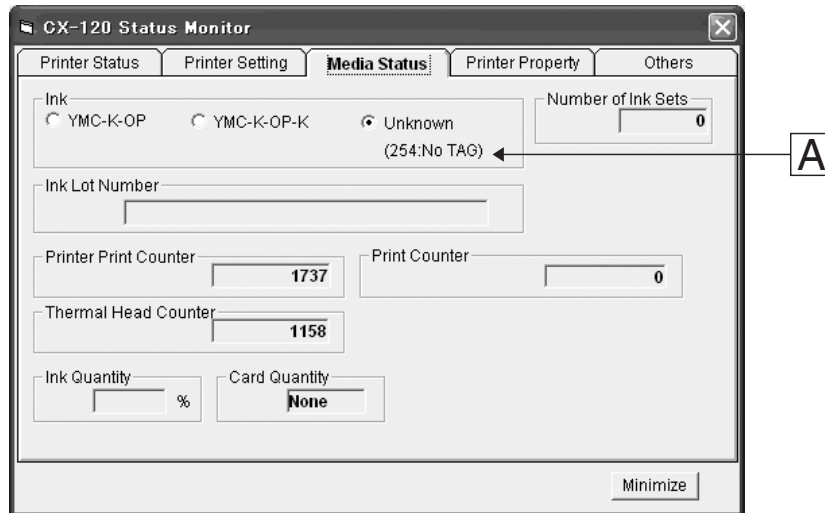 CX-120 Status Monitor
Printer Status Printer Setting Media Status Printer Property Others
Ink
YMC-K-OP YMC-K-OP-K Unknown
(254:No TAG)
Number of Ink Sets
0
A
Ink Lot Number
Printer Print Counter
1737
Print Counter
0
Thermal Head Counter
1158
Ink Quantity
%
Card Quantity
None
Minimize